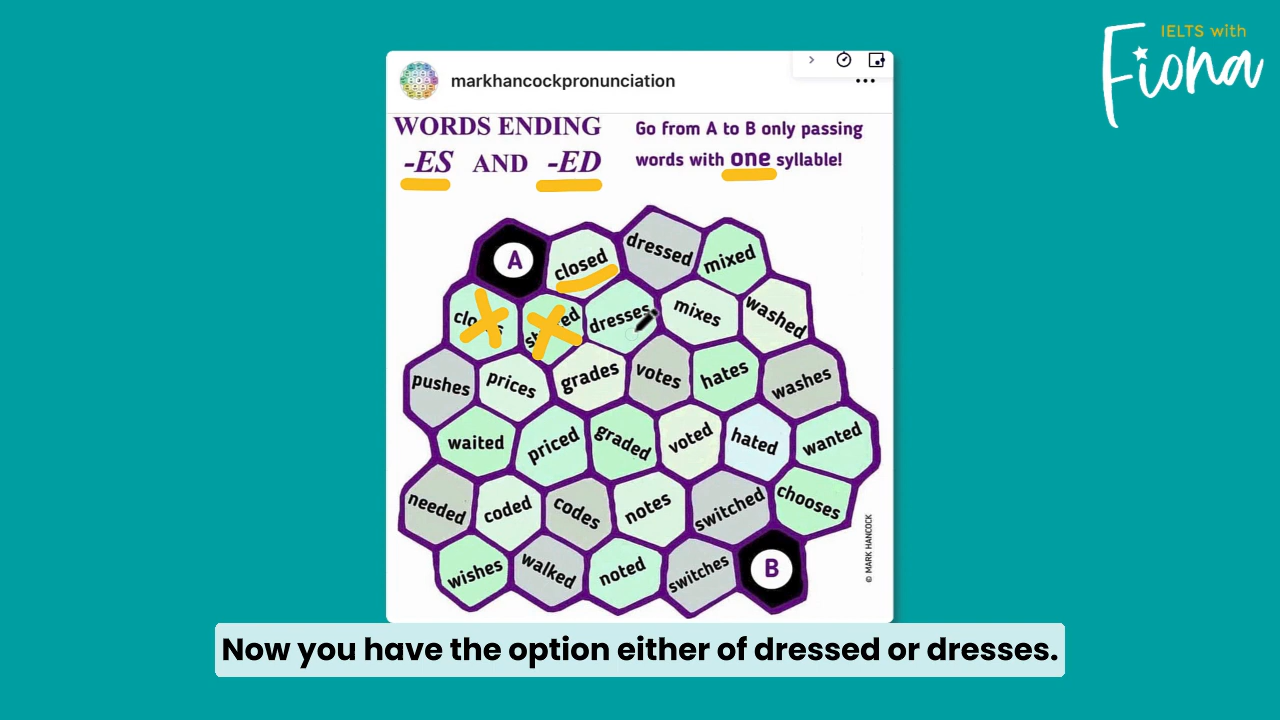 IELTS with
Fiona
markhancockpronunciation
WORDS ENDING
-ES AND -ED
Go from A to B only passing
words with one syllable!
A
closed
dressed
mixed
dresses
mixes
washed
pushes
prices
grades
votes
hates
washes
waited
priced
graded
voted
hated
wanted
needed
coded
codes
notes
switched
chooses
wishes
walked
noted
switches
B
© MARK HANCOCK
Now you have the option either of dressed or dresses.